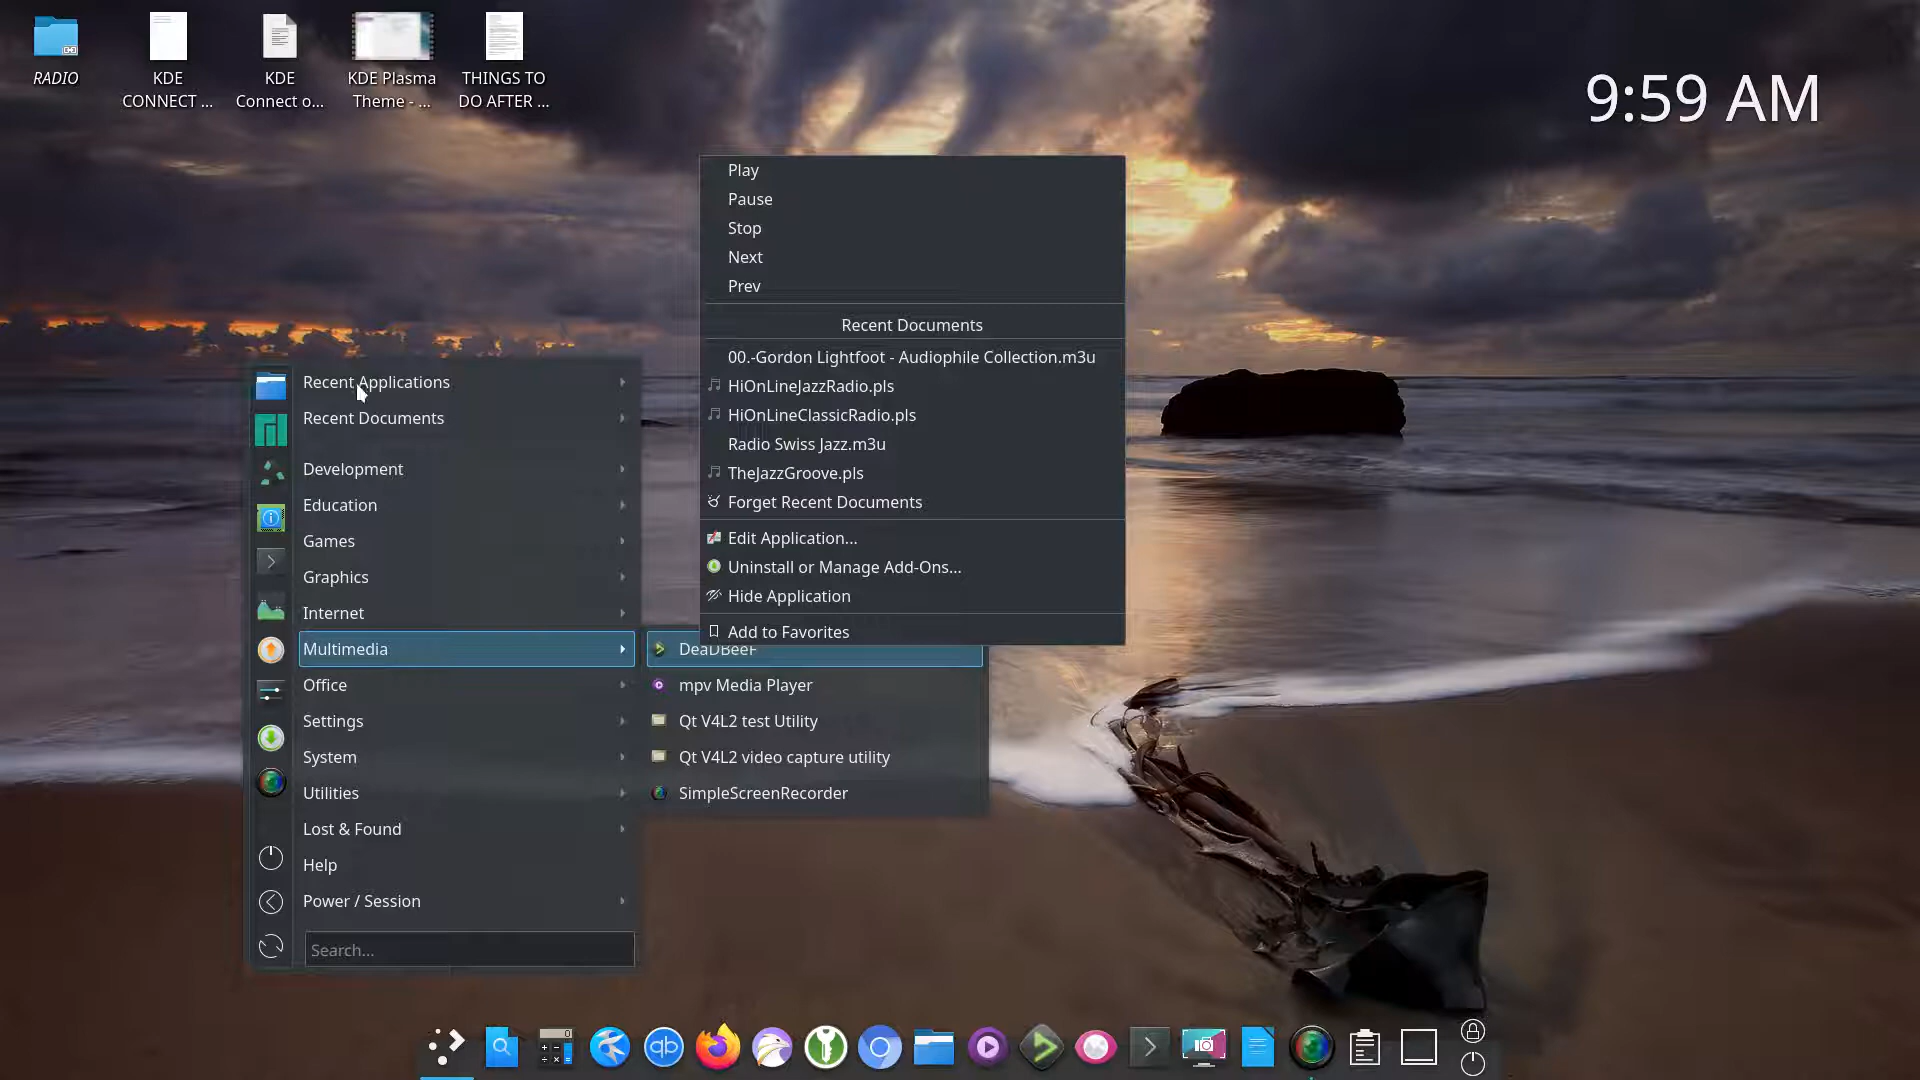 RADIO
KDE
CONNECT ...
KDE
Connect o...
KDE Plasma
Theme - ...
THINGS TO
DO AFTER ...
9:59 AM
Play
Pause
Stop
Next
Prev
Recent Documents
00.-Gordon Lightfoot - Audiophile Collection.m3u
HiOnLineJazzRadio.pls
HiOnLineClassicRadio.pls
Radio Swiss Jazz.m3u
TheJazzGroove.pls
Forget Recent Documents
Edit Application...
Uninstall or Manage Add-Ons...
Hide Application
Add to Favorites
Recent Applications
Recent Documents
Development
Education
Games
Graphics
Internet
Multimedia
Office
Settings
System
Utilities
Lost & Found
Help
Power / Session
Search...
DeaDBeeF
mpv Media Player
Qt V4L2 test Utility
Qt V4L2 video capture utility
SimpleScreenRecorder
qb